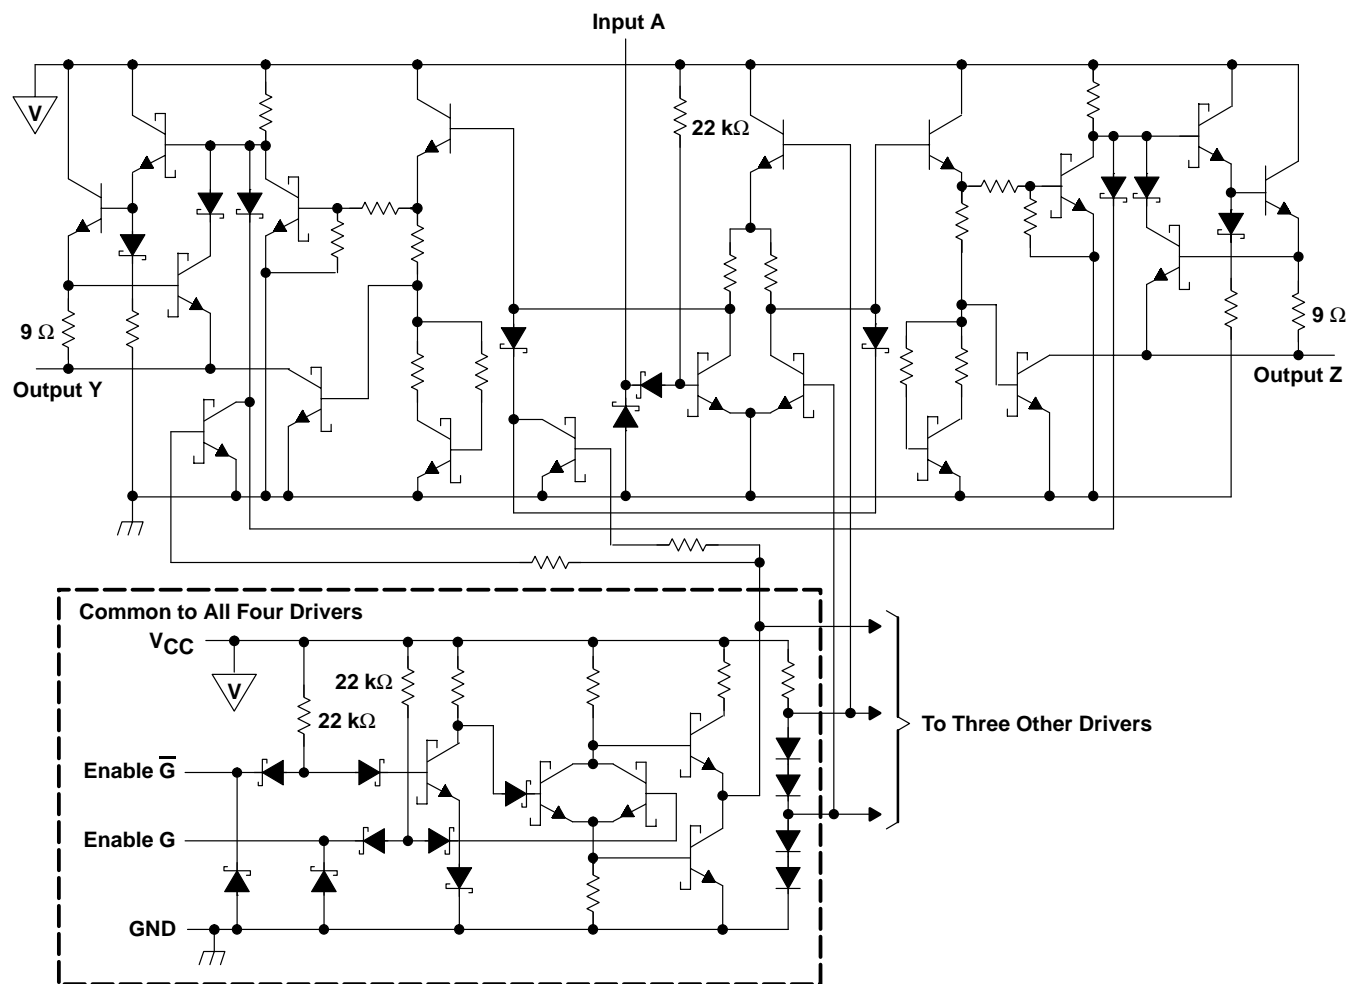 Input A
V
22 kΩ
9 Ω
9 Ω
Output Y
Output Z
Common to All Four Drivers
VCC
V
22 kΩ
22 kΩ
To Three Other Drivers
Enable G̅
Enable G
GND